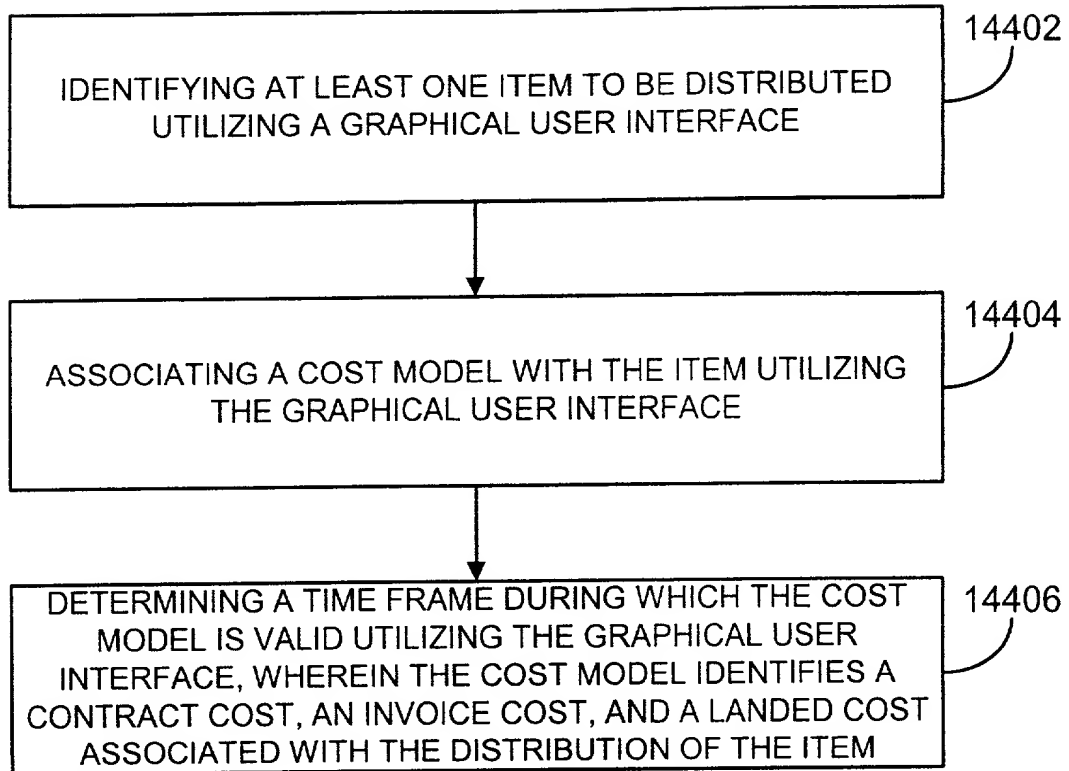 14402
IDENTIFYING AT LEAST ONE ITEM TO BE DISTRIBUTED
UTILIZING A GRAPHICAL USER INTERFACE
14404
ASSOCIATING A COST MODEL WITH THE ITEM UTILIZING
THE GRAPHICAL USER INTERFACE
14406
DETERMINING A TIME FRAME DURING WHICH THE COST
MODEL IS VALID UTILIZING THE GRAPHICAL USER
INTERFACE, WHEREIN THE COST MODEL IDENTIFIES A
CONTRACT COST, AN INVOICE COST, AND A LANDED COST
ASSOCIATED WITH THE DISTRIBUTION OF THE ITEM